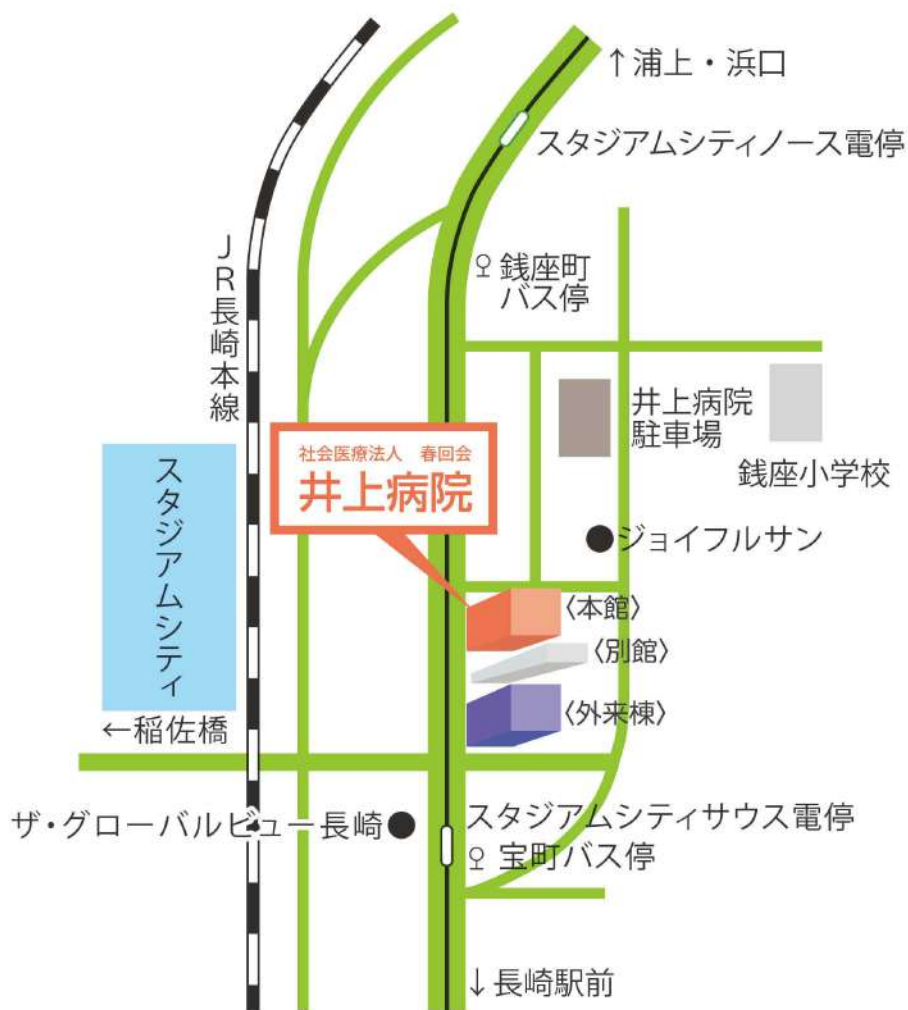 ↑浦上・浜口
スタジアムシティノース電停
銭座町
バス停
JR長崎本線
井上病院
駐車場
銭座小学校
社会医療法人　春回会
井上病院
スタジアムシティ
ジョイフルサン
〈本館〉
〈別館〉
〈外来棟〉
←稲佐橋
ザ・グローバルビュー長崎
スタジアムシティサウス電停
宝町バス停
↓長崎駅前